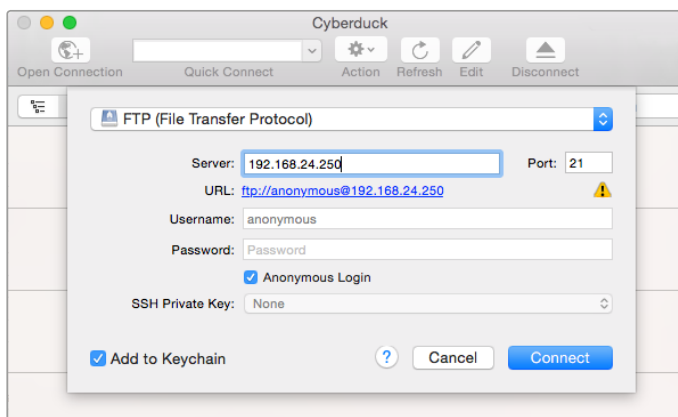 Cyberduck
Open Connection Quick Connect Action Refresh Edit Disconnect
FTP (File Transfer Protocol)
Server: 192.168.24.250 Port: 21
URL: ftp://anonymous@192.168.24.250
Username: anonymous
Password: Password
Anonymous Login
SSH Private Key: None
Add to Keychain ? Cancel Connect